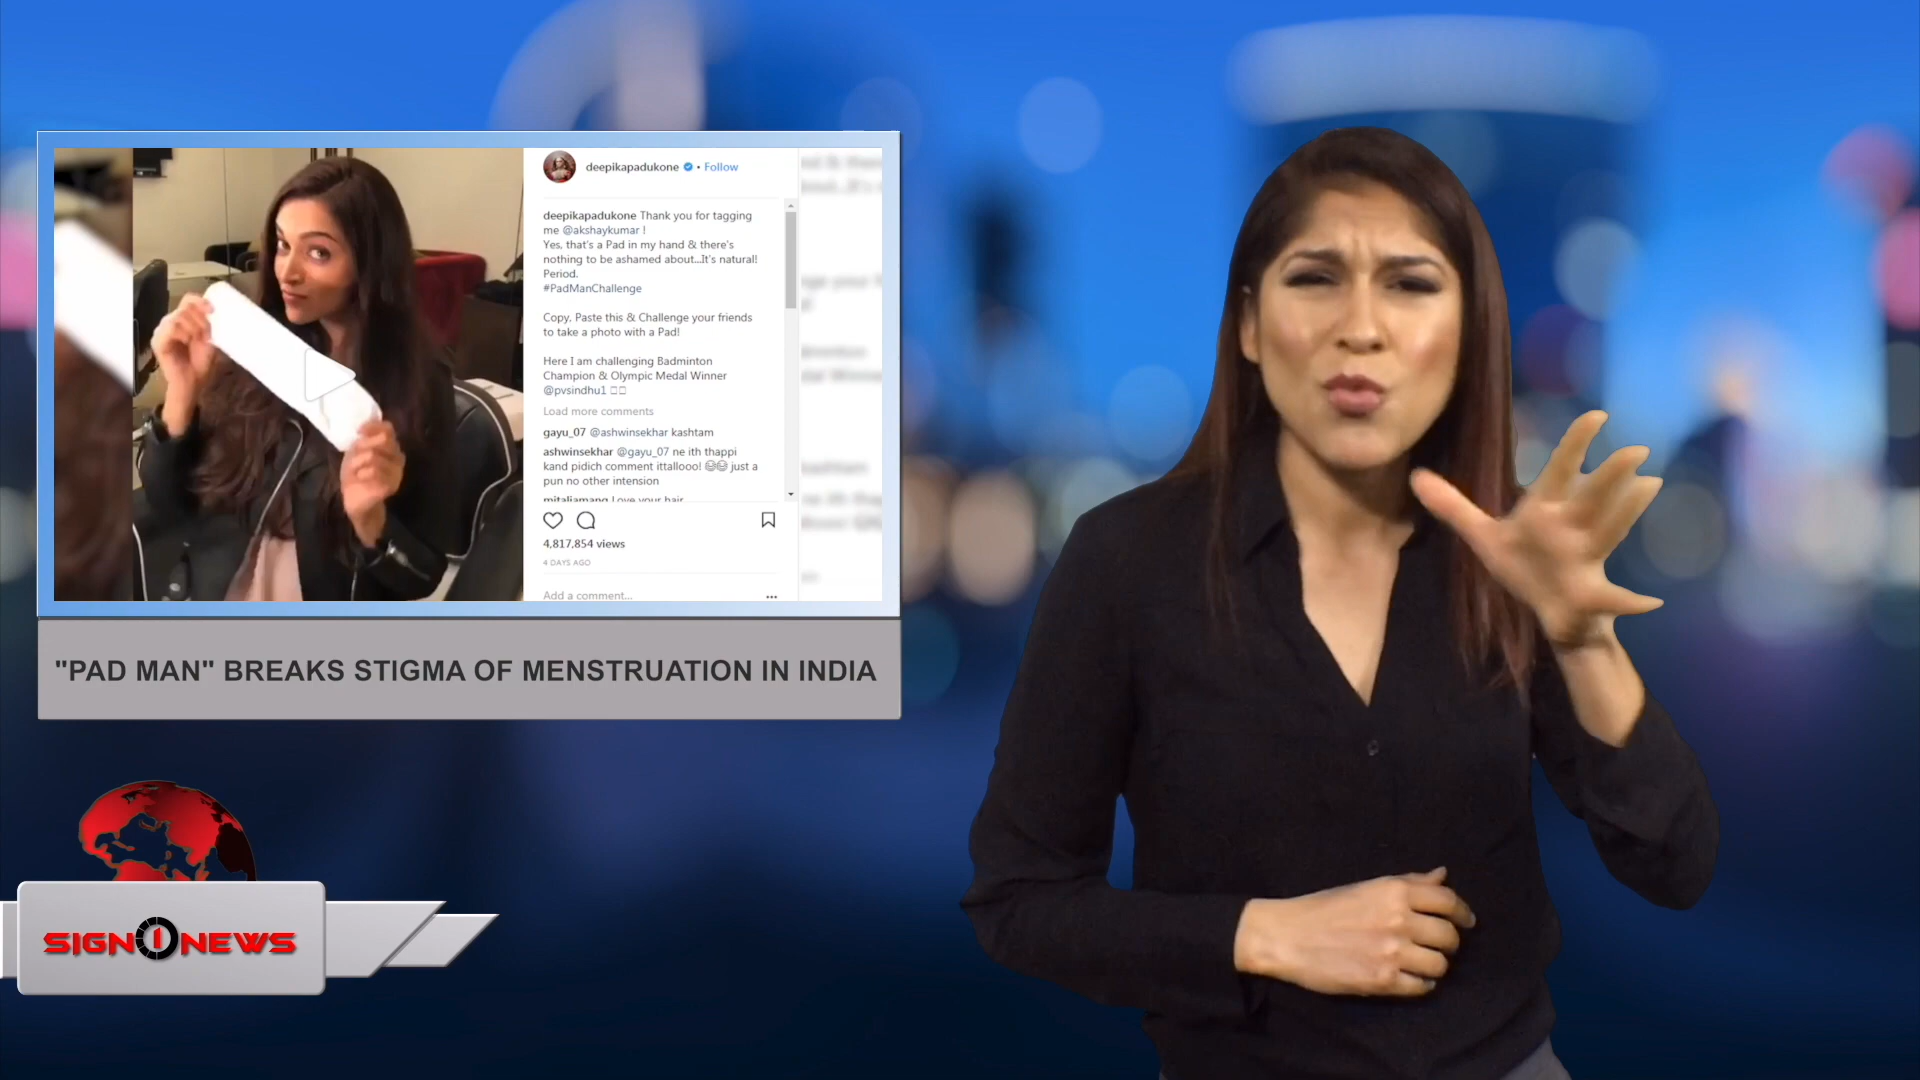 deepikapadukone • Follow
deepikapadukone Thank you for tagging
me @akshaykumar !
Yes, that's a Pad in my hand & there's
nothing to be ashamed about...It's natural!
Period.
#PadManChallenge
Copy, Paste this & Challenge your friends
to take a photo with a Pad!
Here I am challenging Badminton
Champion & Olympic Medal Winner
@pvsindhu1
Load more comments
gayu_07 @ashwinsekhar kashtam
ashwinsekhar @gayu_07 ne ith thappi
kand pidich comment ittallooo! 😂😂 just a
pun no other intension
mitaliamang Love your hair
4,817,854 views
4 DAYS AGO
Add a comment...
"PAD MAN" BREAKS STIGMA OF MENSTRUATION IN INDIA
SIGN1NEWS